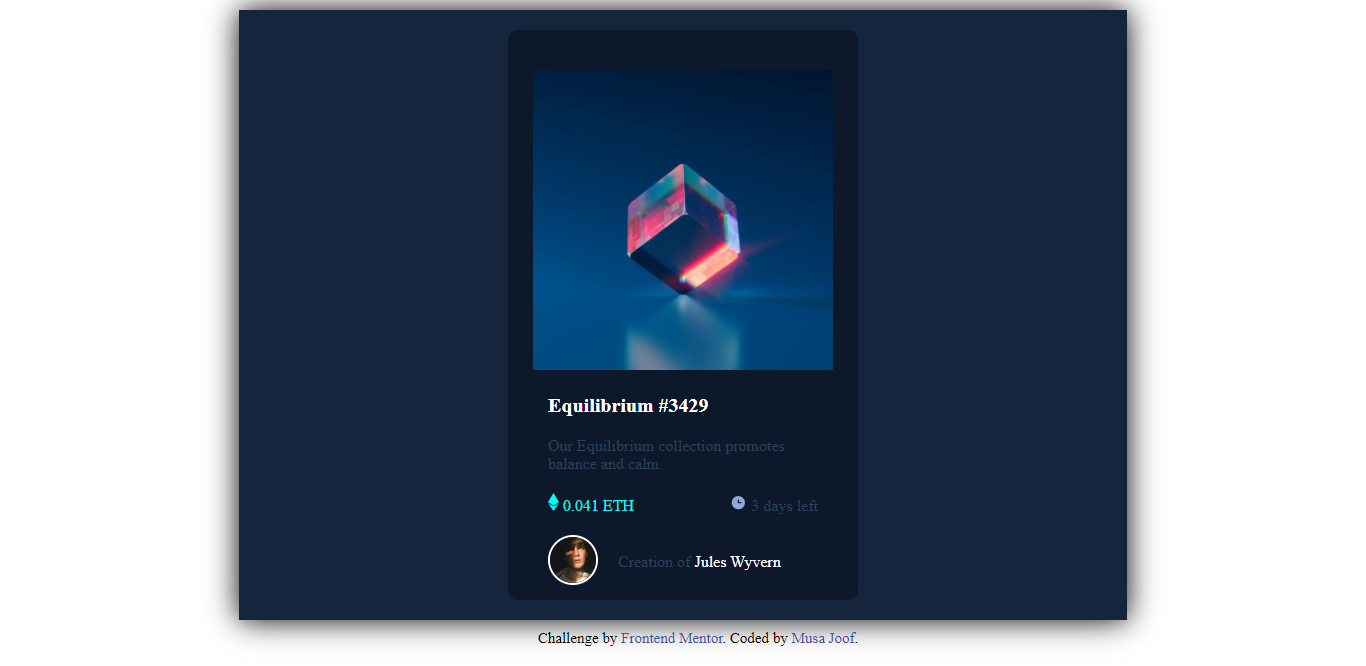 Equilibrium #3429
Our Equilibrium collection promotes
balance and calm.
0.041 ETH
3 days left
Creation of Jules Wyvern
Challenge by Frontend Mentor. Coded by Musa Joof.